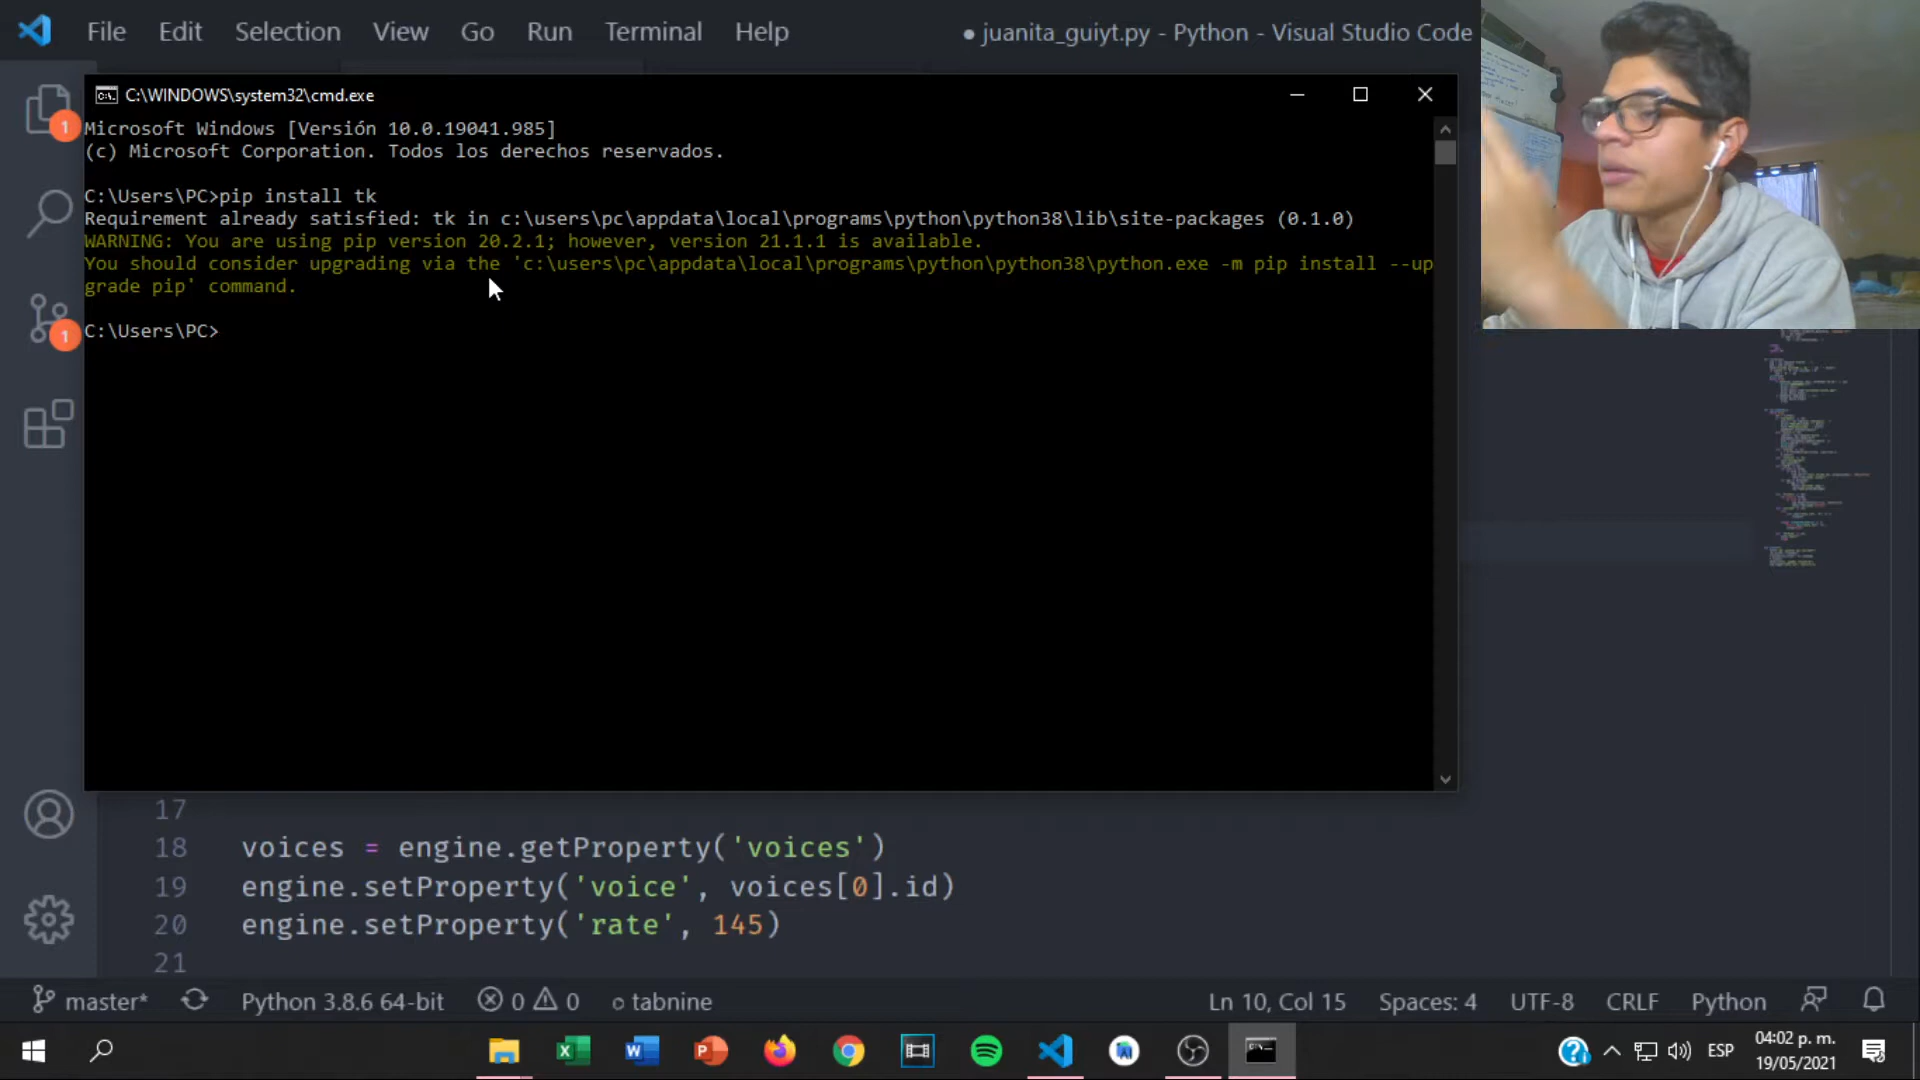 File Edit Selection View Go Run Terminal Help
● juanita_guiyt.py - Python - Visual Studio Code
C:\WINDOWS\system32\cmd.exe
Microsoft Windows [Versión 10.0.19041.985]
(c) Microsoft Corporation. Todos los derechos reservados.
C:\Users\PC>pip install tk
Requirement already satisfied: tk in c:\users\pc\appdata\local\programs\python\python38\lib\site-packages (0.1.0)
WARNING: You are using pip version 20.2.1; however, version 21.1.1 is available.
You should consider upgrading via the 'c:\users\pc\appdata\local\programs\python\python38\python.exe -m pip install --up
grade pip' command.
C:\Users\PC>
1
1
17
18 voices = engine.getProperty('voices')
19 engine.setProperty('voice', voices[0].id)
20 engine.setProperty('rate', 145)
21
master* Python 3.8.6 64-bit 0 0 tabnine Ln 10, Col 15 Spaces: 4 UTF-8 CRLF Python
ESP 04:02 p. m.
19/05/2021